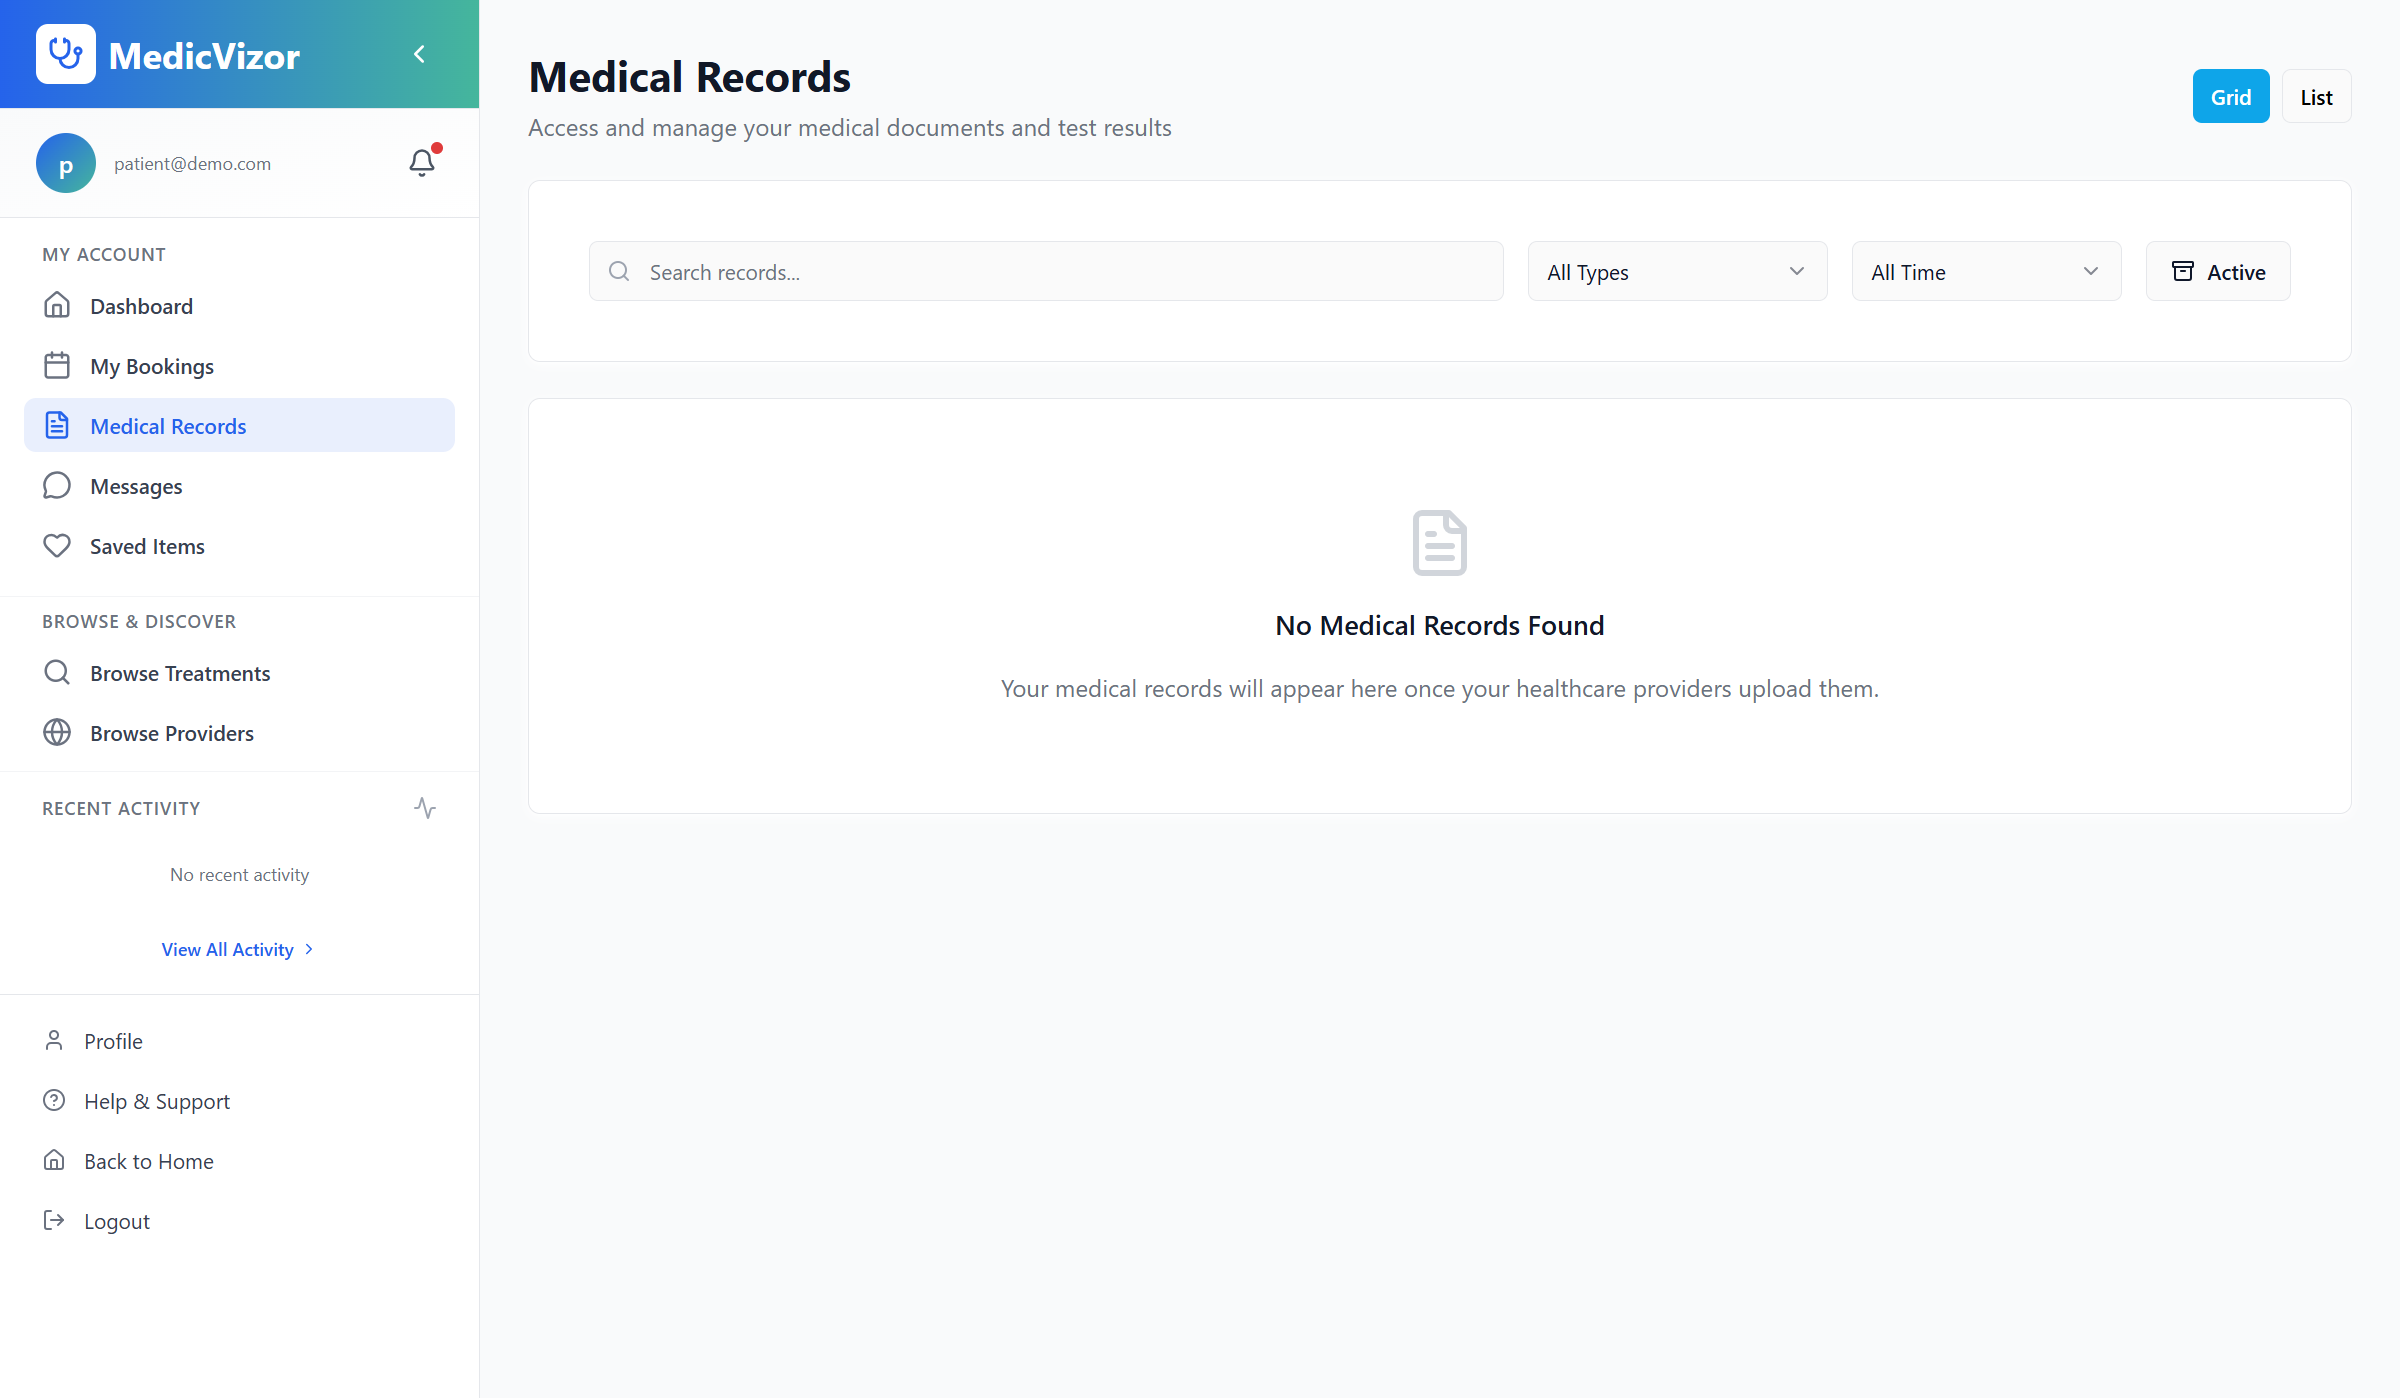 MedicVizor
p
patient@demo.com
MY ACCOUNT
Dashboard
My Bookings
Medical Records
Messages
Saved Items
BROWSE & DISCOVER
Browse Treatments
Browse Providers
RECENT ACTIVITY
No recent activity
View All Activity
Profile
Help & Support
Back to Home
Logout
Medical Records
Access and manage your medical documents and test results
Grid
List
Search records...
All Types
All Time
Active
No Medical Records Found
Your medical records will appear here once your healthcare providers upload them.